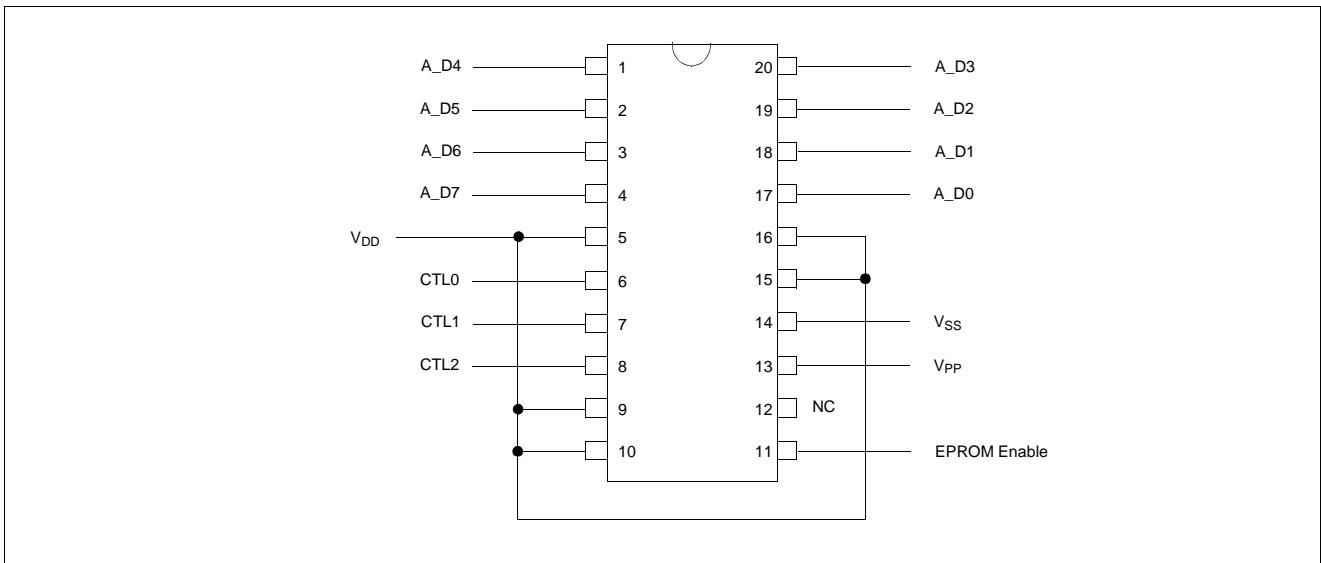 A_D4 1 20 A_D3
A_D5 2 19 A_D2
A_D6 3 18 A_D1
A_D7 4 17 A_D0
VDD 5 16
CTL0 6 15
CTL1 7 14 VSS
CTL2 8 13 VPP
9 12 NC
10 11 EPROM Enable